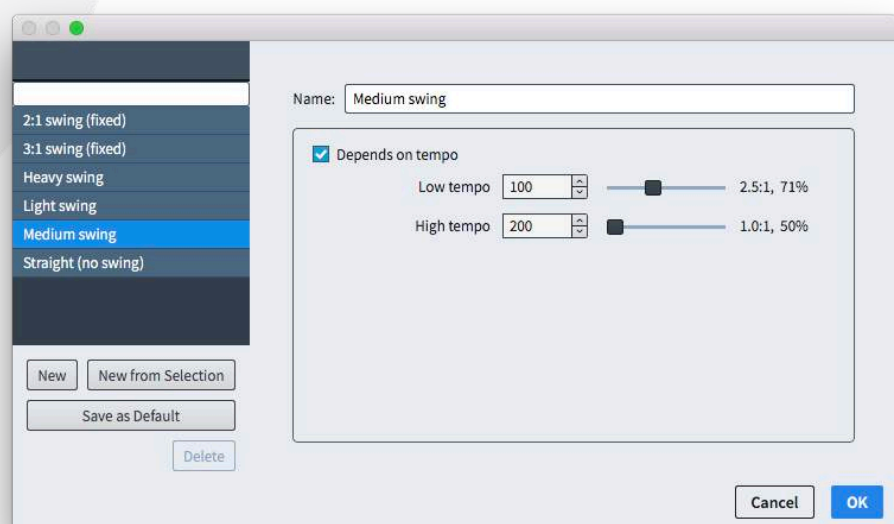 2:1 swing (fixed)
3:1 swing (fixed)
Heavy swing
Light swing
Medium swing
Straight (no swing)
New
New from Selection
Save as Default
Delete
Name: Medium swing
Depends on tempo
Low tempo 100 2.5:1, 71%
High tempo 200 1.0:1, 50%
Cancel
OK